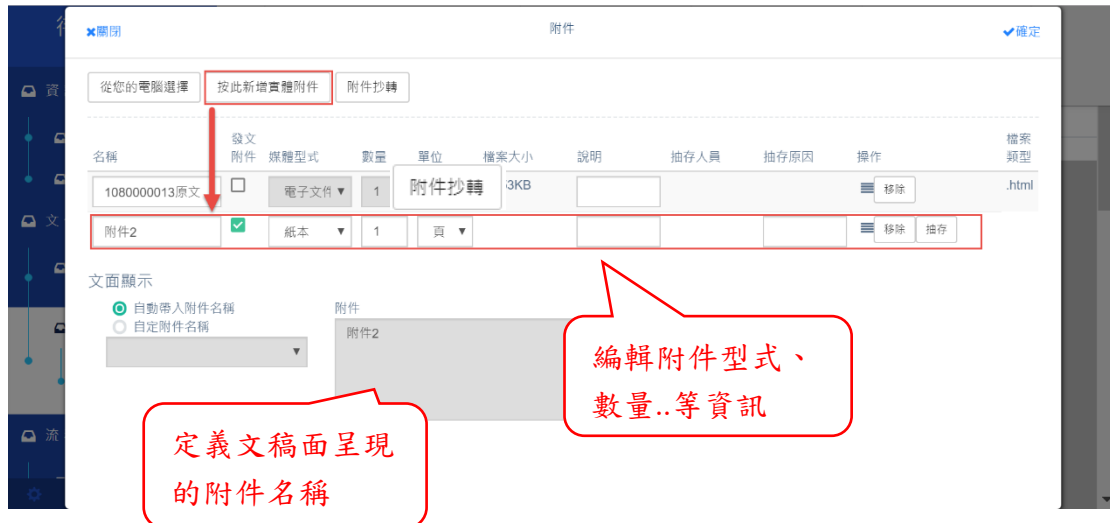 待
✖關閉
附件
✔確定
從您的電腦選擇 按此新增實體附件 附件抄轉
資
文
流
名稱 發文附件 媒體型式 數量 單位 檔案大小 說明 抽存人員 抽存原因 操作 檔案類型
1080000013原文 電子文件 ▼ 1 3KB 移除 .html
附件抄轉
附件2 紙本 ▼ 1 頁 ▼ 移除 抽存
文面顯示
自動帶入附件名稱
自定附件名稱
▼
附件
附件2
編輯附件型式、
數量..等資訊
定義文稿面呈現
的附件名稱